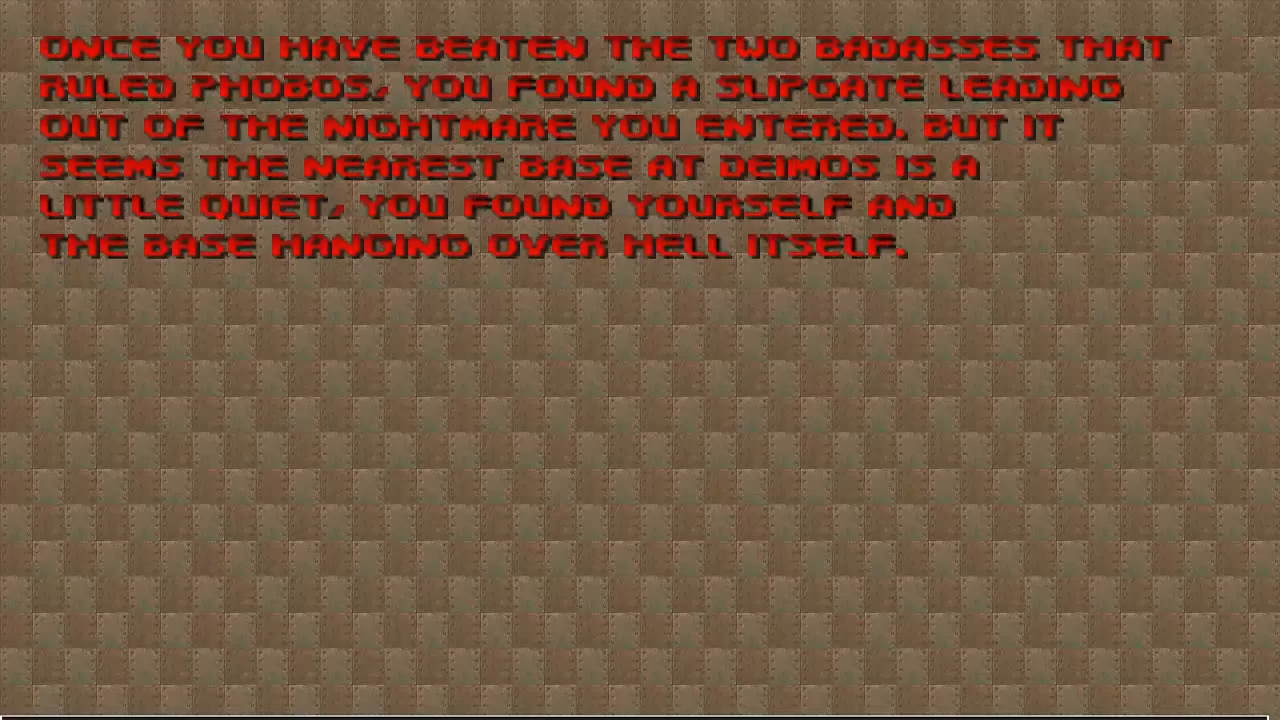 ONCE YOU HAVE BEATEN THE TWO BADASSES THAT
RULED PHOBOS, YOU FOUND A SLIPGATE LEADING
OUT OF THE NIGHTMARE YOU ENTERED. BUT IT
SEEMS THE NEAREST BASE AT DEIMOS IS A
LITTLE QUIET, YOU FOUND YOURSELF AND
THE BASE HANGING OVER HELL ITSELF.